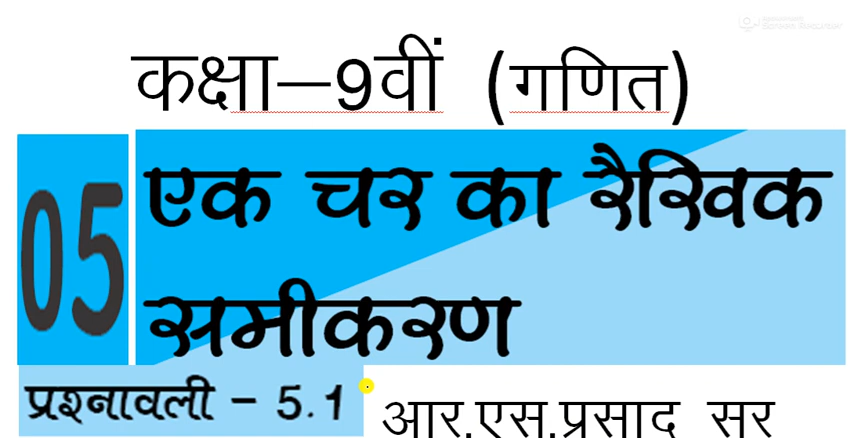 कक्षा–9वीं (गणित)
05 एक चर का रैखिक
समीकरण
प्रश्नावली - 5.1
आर.एस.प्रसाद सर